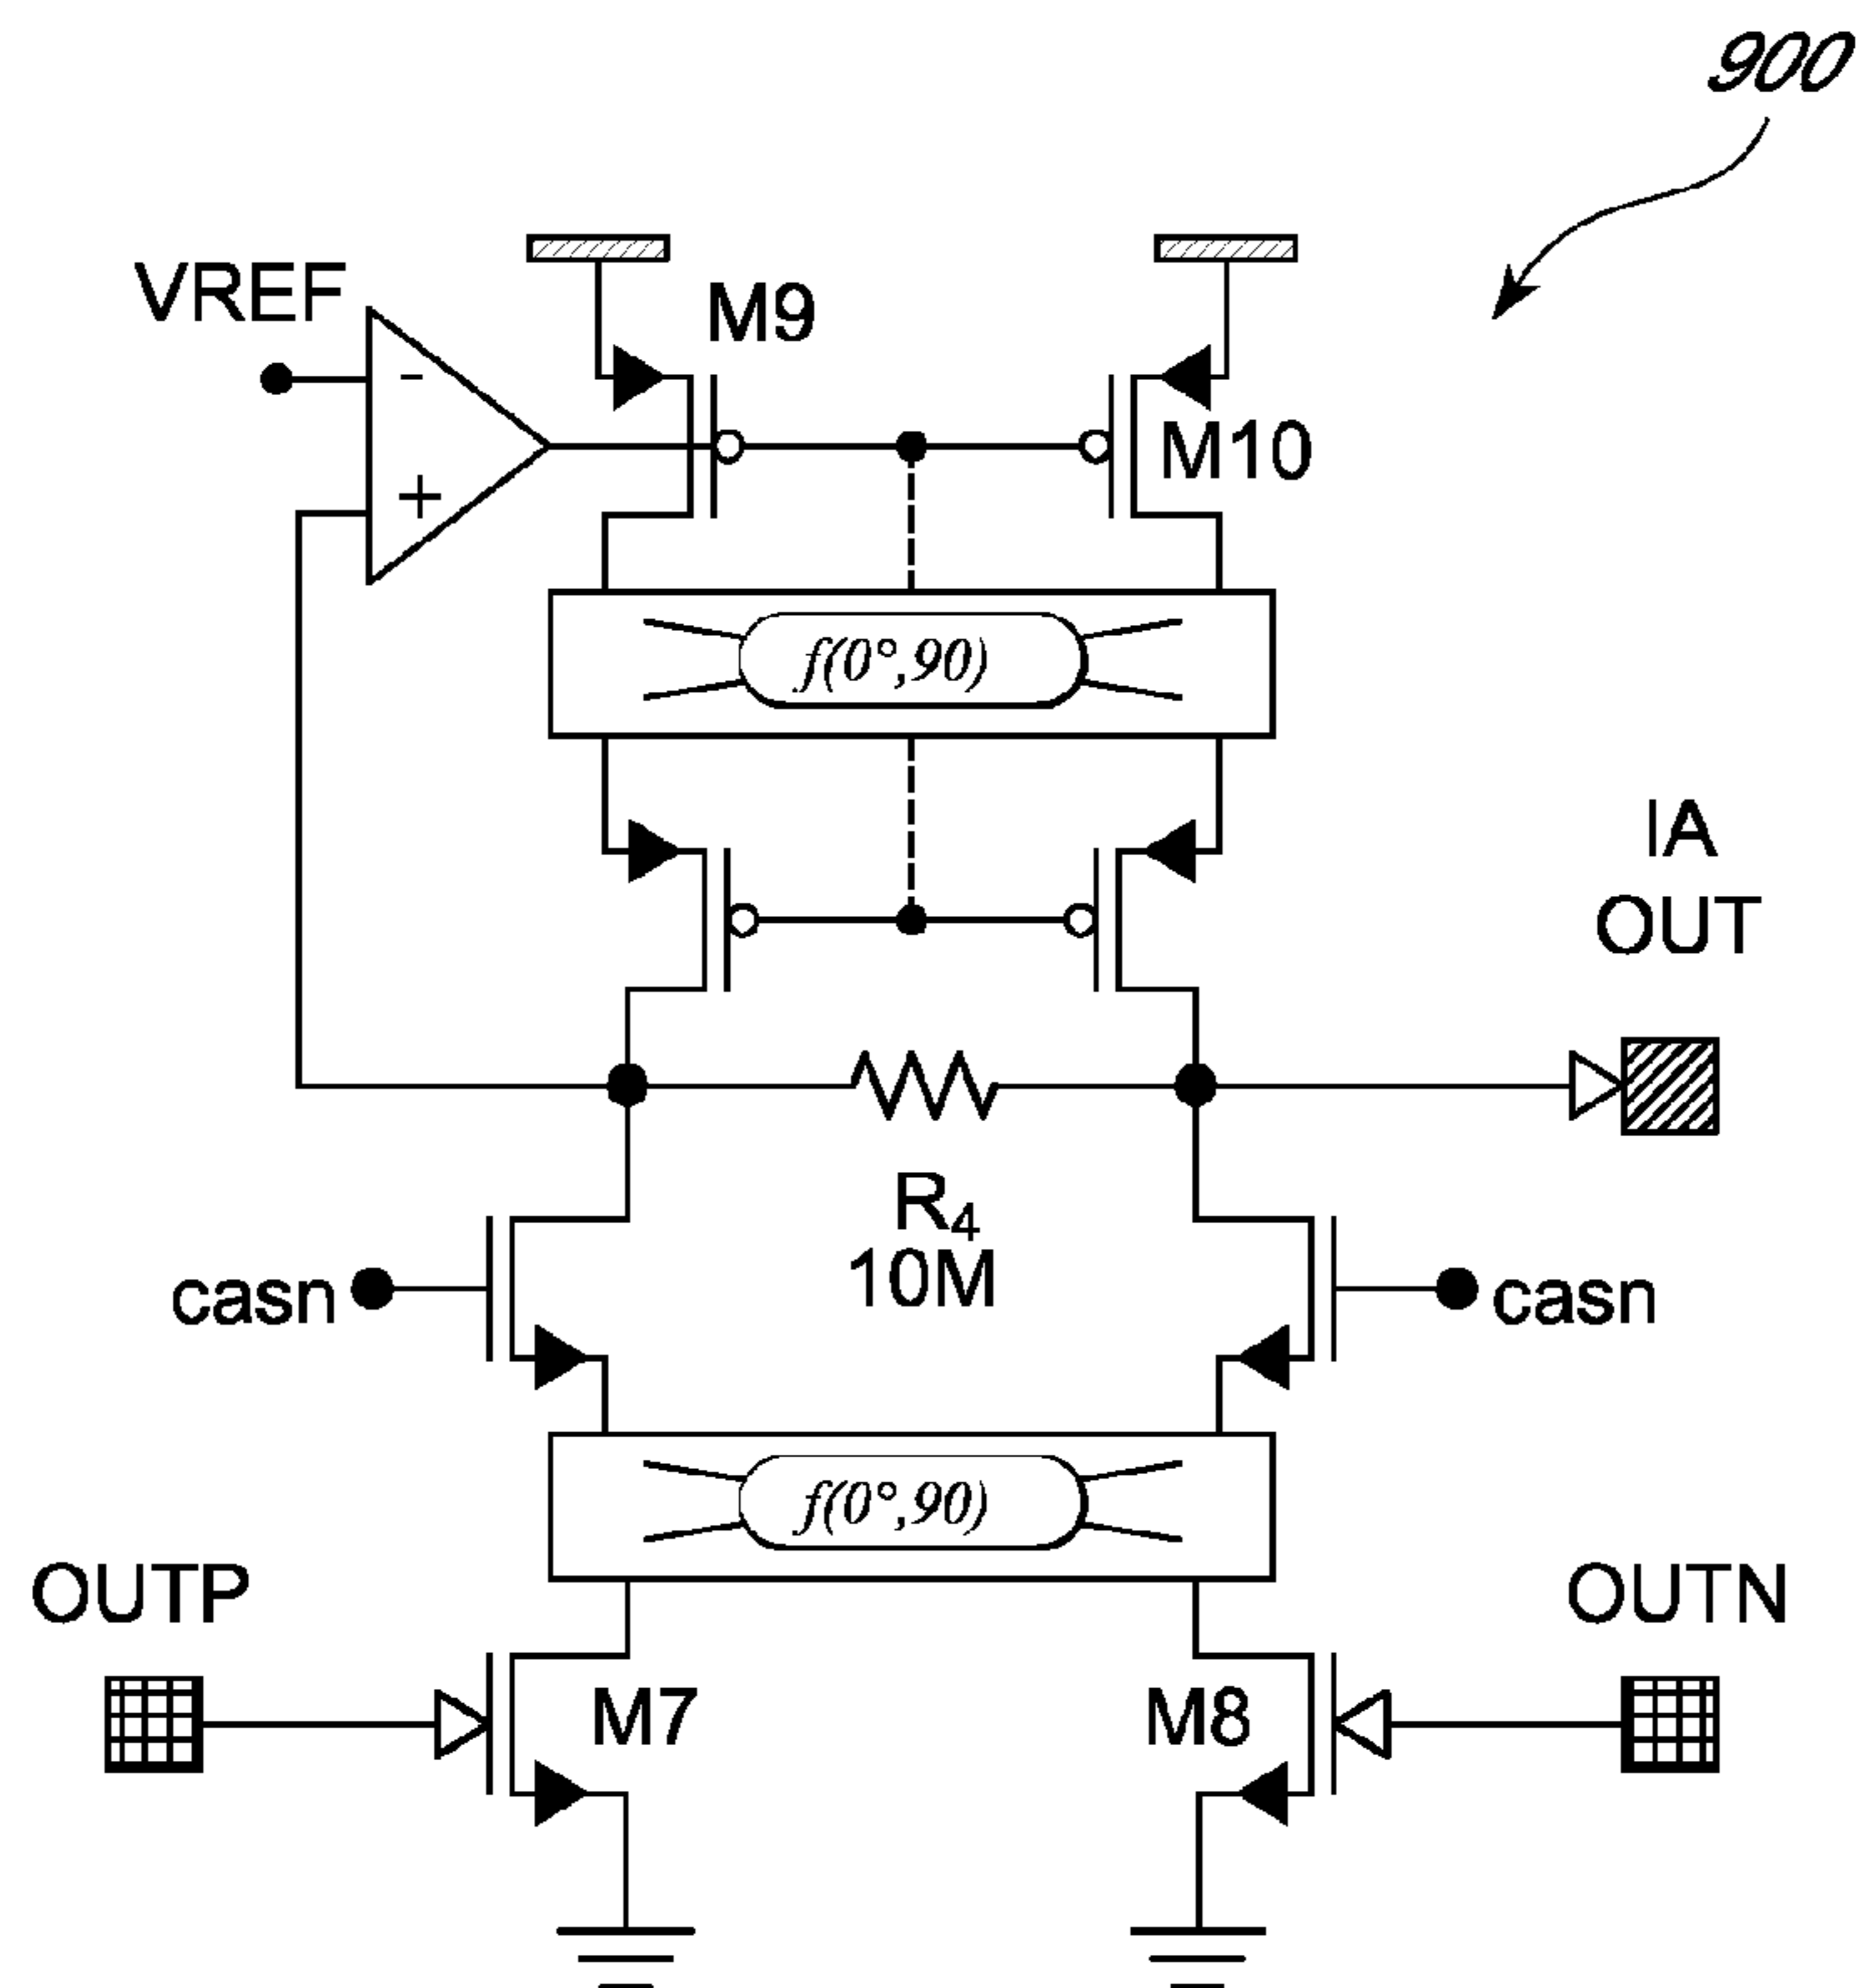 900
VREF
-
+
M9
M10
f(0°,90)
IA
OUT
R₄
10M
casn
casn
f(0°,90)
OUTP
OUTN
M7
M8